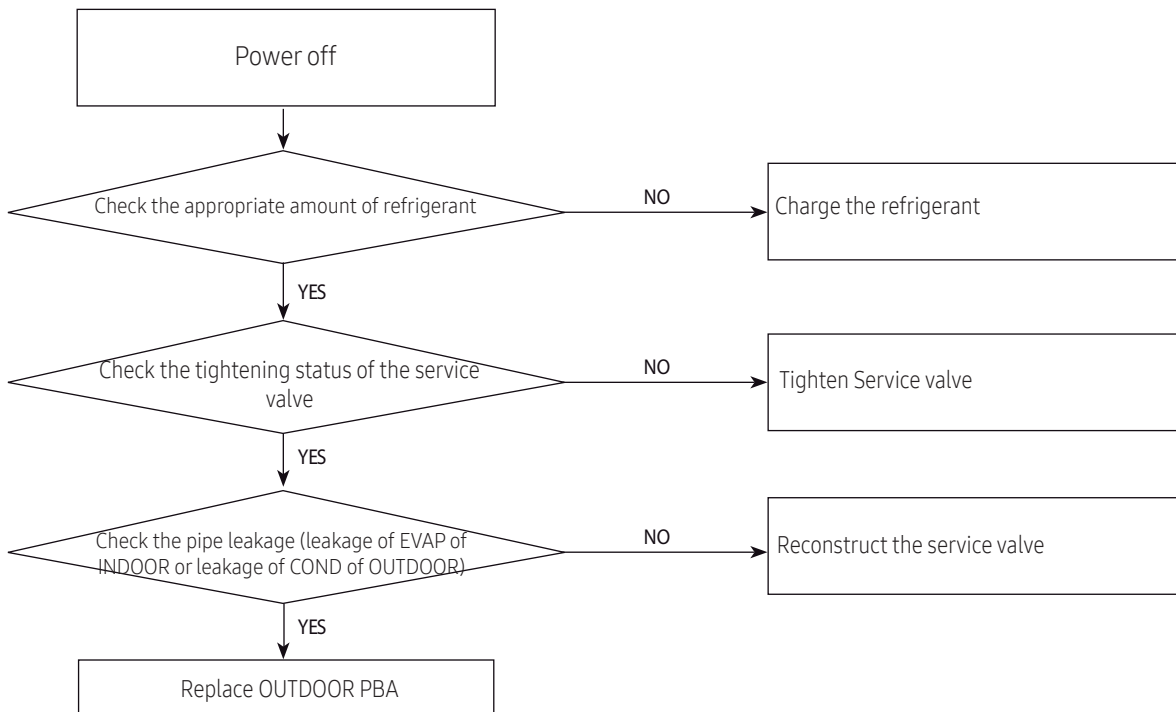 Power off
Check the appropriate amount of refrigerant
NO
Charge the refrigerant
YES
Check the tightening status of the service
valve
NO
Tighten Service valve
YES
Check the pipe leakage (leakage of EVAP of
INDOOR or leakage of COND of OUTDOOR)
NO
Reconstruct the service valve
YES
Replace OUTDOOR PBA